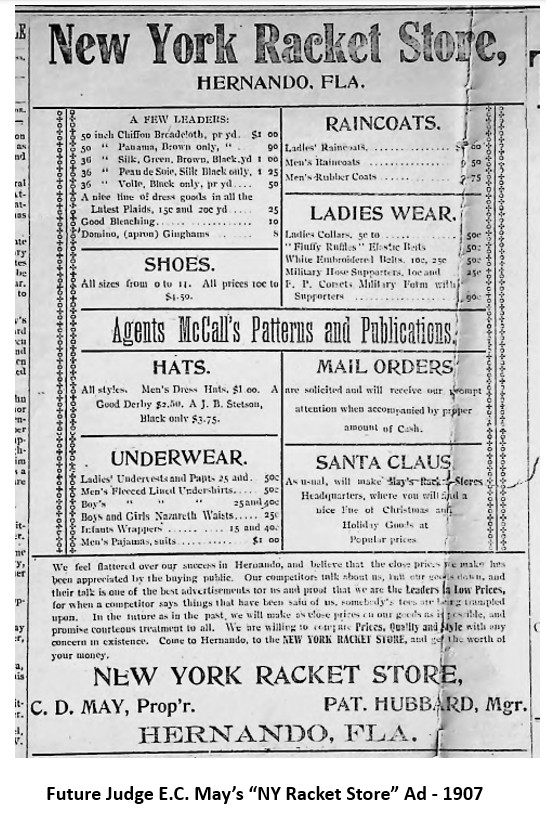 New York Racket Store,
HERNANDO, FLA.
A FEW LEADERS:
50 inch Chiffon Broadcloth, pr yd. $1 00
50 " Panama, Brown only, " . 90
36 " Silk, Green, Brown, Black, yd 1 00
36 " Peau de Soie, Silk Black only, 1 25
36 " Voile, Black only, pr yd.... 50
A nice line of dress goods in all the
Latest Plaids, 15c and 20c yd .... 25
Good Bleaching................ 10
Domino, (apron) Ginghams .... 8
SHOES.
All sizes from 0 to 11. All prices 10c to
$4.50.
RAINCOATS.
Ladies' Raincoats
Men's Raincoats 50
Men's Rubber Coats 75
LADIES WEAR.
Ladies Collars, 5c to 50c
"Fluffy Ruffles" Elastic Belts 50c
White Embroidered Belts, 10c, 25c 50c
Military Hose Supporters, 10c and 25c
F. P. Corsets Military Form with
Supporters 90c
Agents McCall's Patterns and Publications.
HATS.
All styles. Men's Dress Hats, $1 00. A
Good Derby $2.50. A J. B. Stetson,
Black only $3.75.
MAIL ORDERS
are solicited and will receive our prompt
attention when accompanied by proper
amount of Cash.
UNDERWEAR.
Ladies' Undervests and Pants 25 and. 50c
Men's Fleeced Lined Undershirts..... 50c
Boy's " " 25 and 40c
Boys and Girls Nazareth Waists..... 25c
Infants Wrappers ......... 15 and 40c
Men's Pajamas, suits............. $1 00
SANTA CLAUS
As usual, will make May's Racket Stores
Headquarters, where you will find a
nice line of Christmas and
Holiday Goods at
Popular prices
We feel flattered over our success in Hernando, and believe that the close prices we make has
been appreciated by the buying public. Our competitors talk about us, our goods down, and
their talk is one of the best advertisements for us and proof that we are the Leaders in Low Prices,
for when a competitor says things that have been said of us, somebody's toes are being trampled
upon. In the future as in the past, we will make as close prices on our goods as is possible, and
promise courteous treatment to all. We are willing to compare Prices, Quality and Style with any
concern in existence. Come to Hernando, to the NEW YORK RACKET STORE, and get the worth of
your money.
NEW YORK RACKET STORE,
C. D. MAY, Prop'r. PAT. HUBBARD, Mgr.
HERNANDO, FLA.
Future Judge E.C. May's "NY Racket Store" Ad - 1907